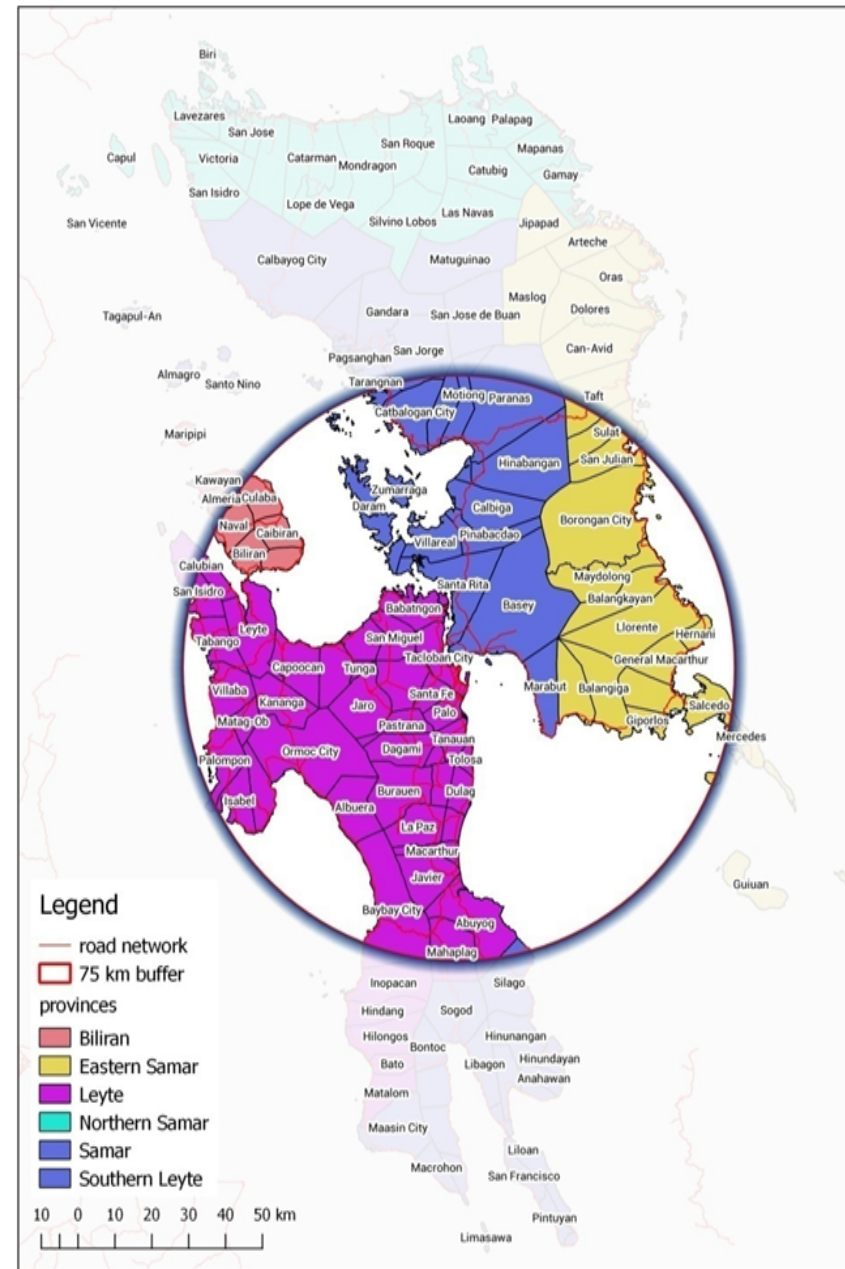 Biri
Lavezares
San Jose
Laoang Palapag
Capul
Victoria
Catarman
Mondragon
San Roque
Mapanas
Catubig
Gamay
San Isidro
Lope de Vega
Silvino Lobos
Las Navas
San Vicente
Jipapad
Arteche
Calbayog City
Matuguinao
Oras
Maslog
Dolores
Tagapul-An
Gandara
San Jose de Buan
Can-Avid
Pagsanghan
San Jorge
Almagro
Santo Nino
Tarangnan
Motiong
Paranas
Taft
Catbalogan City
Maripipi
Sulat
San Julian
Hinabangan
Kawayan
Almeria
Culaba
Zumarraga
Daram
Calbiga
Naval
Caibiran
Borongan City
Villareal
Pinabacdao
Biliran
Calubian
San Isidro
Santa Rita
Maydolong
Balangkayan
Basey
Babatngon
Leyte
Tabango
San Miguel
Llorente
Hernani
Tacloban City
General Macarthur
Capoocan
Tunga
Villaba
Kananga
Jaro
Santa Fe
Palo
Marabut
Balangiga
Salcedo
Matag-Ob
Pastrana
Giporlos
Mercedes
Tanauan
Dagami
Ormoc City
Palompon
Tolosa
Isabel
Burauen
Dulag
Albuera
La Paz
Macarthur
Javier
Guiuan
Baybay City
Abuyog
Mahaplag
Inopacan
Silago
Hindang
Sogod
Hilongos
Hinunangan
Bontoc
Bato
Libagon
Hinundayan
Anahawan
Matalom
Maasin City
Liloan
Macrohon
San Francisco
Pintuyan
Limasawa
Legend
road network
75 km buffer
provinces
Biliran
Eastern Samar
Leyte
Northern Samar
Samar
Southern Leyte
10 0 10 20 30 40 50 km